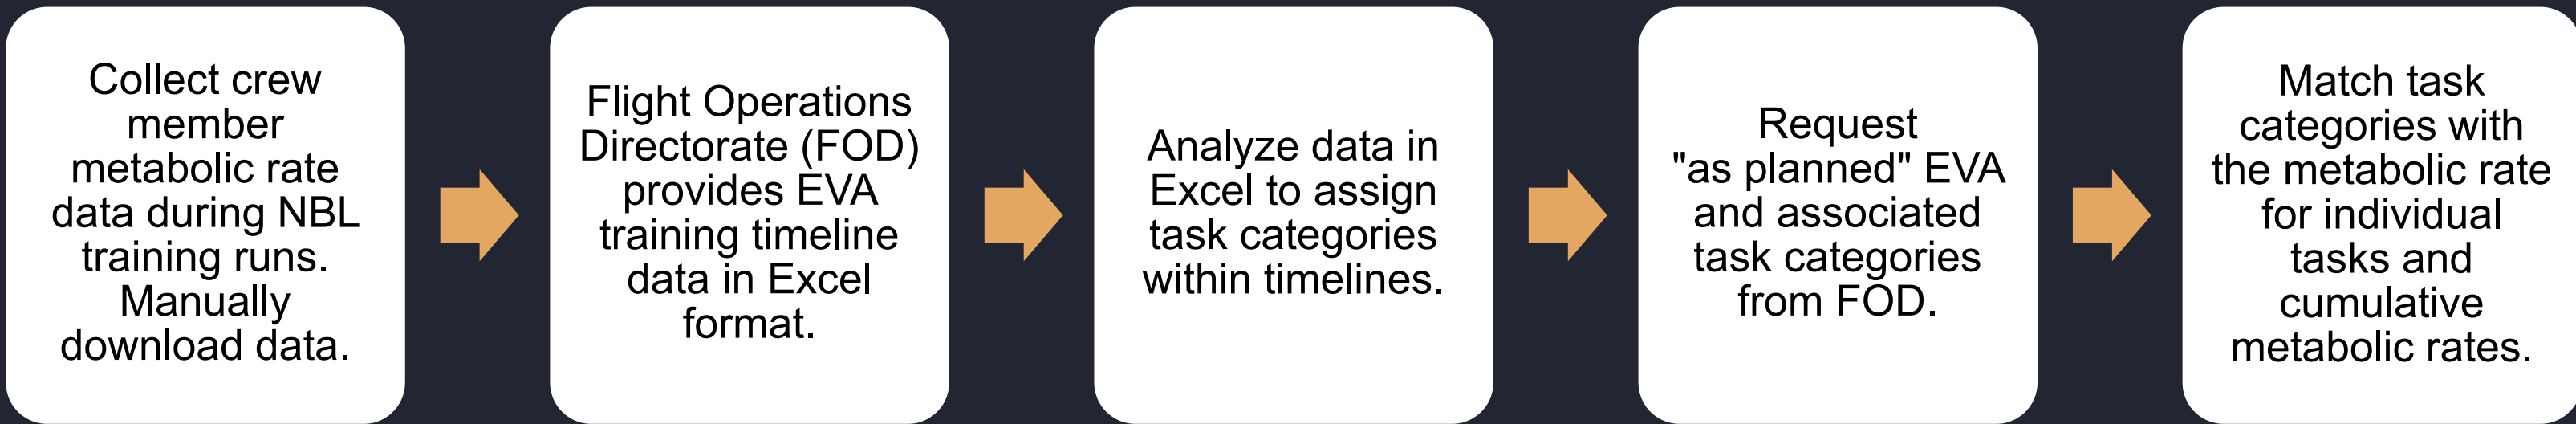 Collect crew
member
metabolic rate
data during NBL
training runs.
Manually
download data.
Flight Operations
Directorate (FOD)
provides EVA
training timeline
data in Excel
format.
Analyze data in
Excel to assign
task categories
within timelines.
Request
"as planned" EVA
and associated
task categories
from FOD.
Match task
categories with
the metabolic rate
for individual
tasks and
cumulative
metabolic rates.